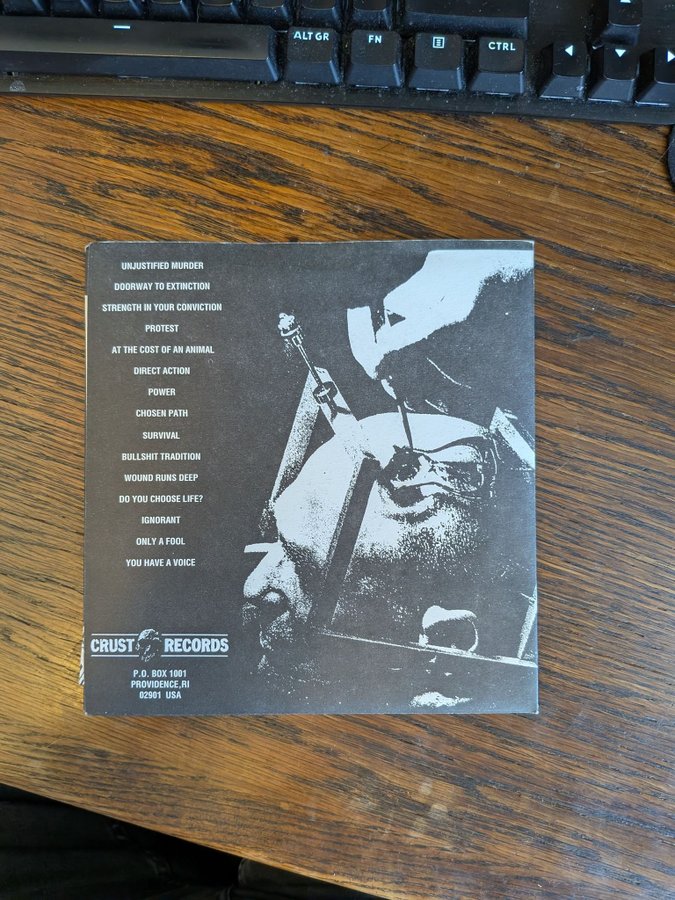 ALT GR
FN
CTRL
UNJUSTIFIED MURDER
DOORWAY TO EXTINCTION
STRENGTH IN YOUR CONVICTION
PROTEST
AT THE COST OF AN ANIMAL
DIRECT ACTION
POWER
CHOSEN PATH
SURVIVAL
BULLSHIT TRADITION
WOUND RUNS DEEP
DO YOU CHOOSE LIFE?
IGNORANT
ONLY A FOOL
YOU HAVE A VOICE
CRUST RECORDS
P.O. BOX 1001
PROVIDENCE,RI
02901 USA